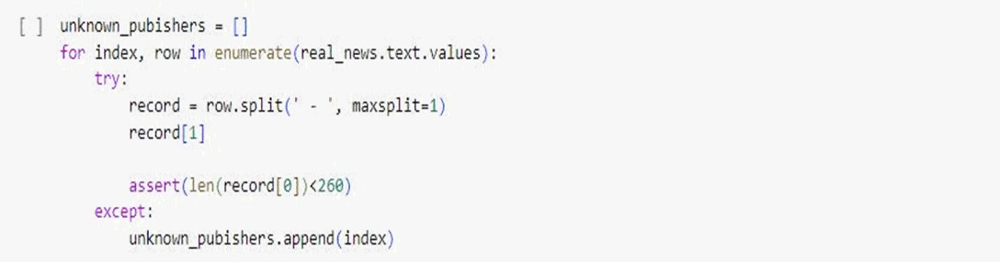 [ ] unknown_pubishers = []
for index, row in enumerate(real_news.text.values):
try:
record = row.split(' - ', maxsplit=1)
record[1]
assert(len(record[0])<260)
except:
unknown_pubishers.append(index)